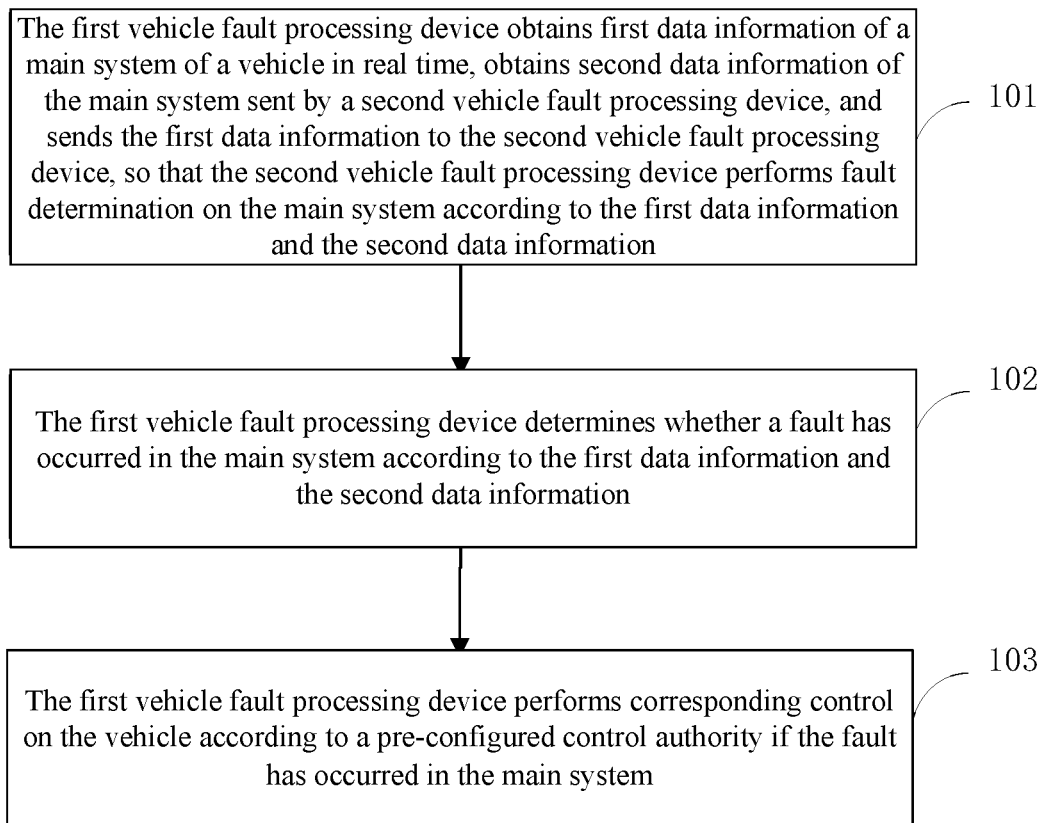 The first vehicle fault processing device obtains first data information of a
main system of a vehicle in real time, obtains second data information of
the main system sent by a second vehicle fault processing device, and
sends the first data information to the second vehicle fault processing
device, so that the second vehicle fault processing device performs fault
determination on the main system according to the first data information
and the second data information
101
The first vehicle fault processing device determines whether a fault has
occurred in the main system according to the first data information and
the second data information
102
The first vehicle fault processing device performs corresponding control
on the vehicle according to a pre-configured control authority if the fault
has occurred in the main system
103